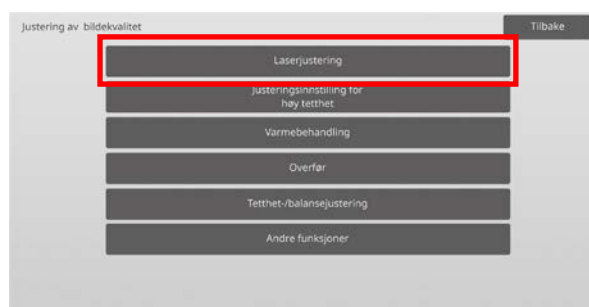 Justering av bildekvalitet
Tilbake
Laserjustering
Justeringsinnstilling for
høy tetthet
Varmebehandling
Overfør
Tetthet-/balansejustering
Andre funksjoner